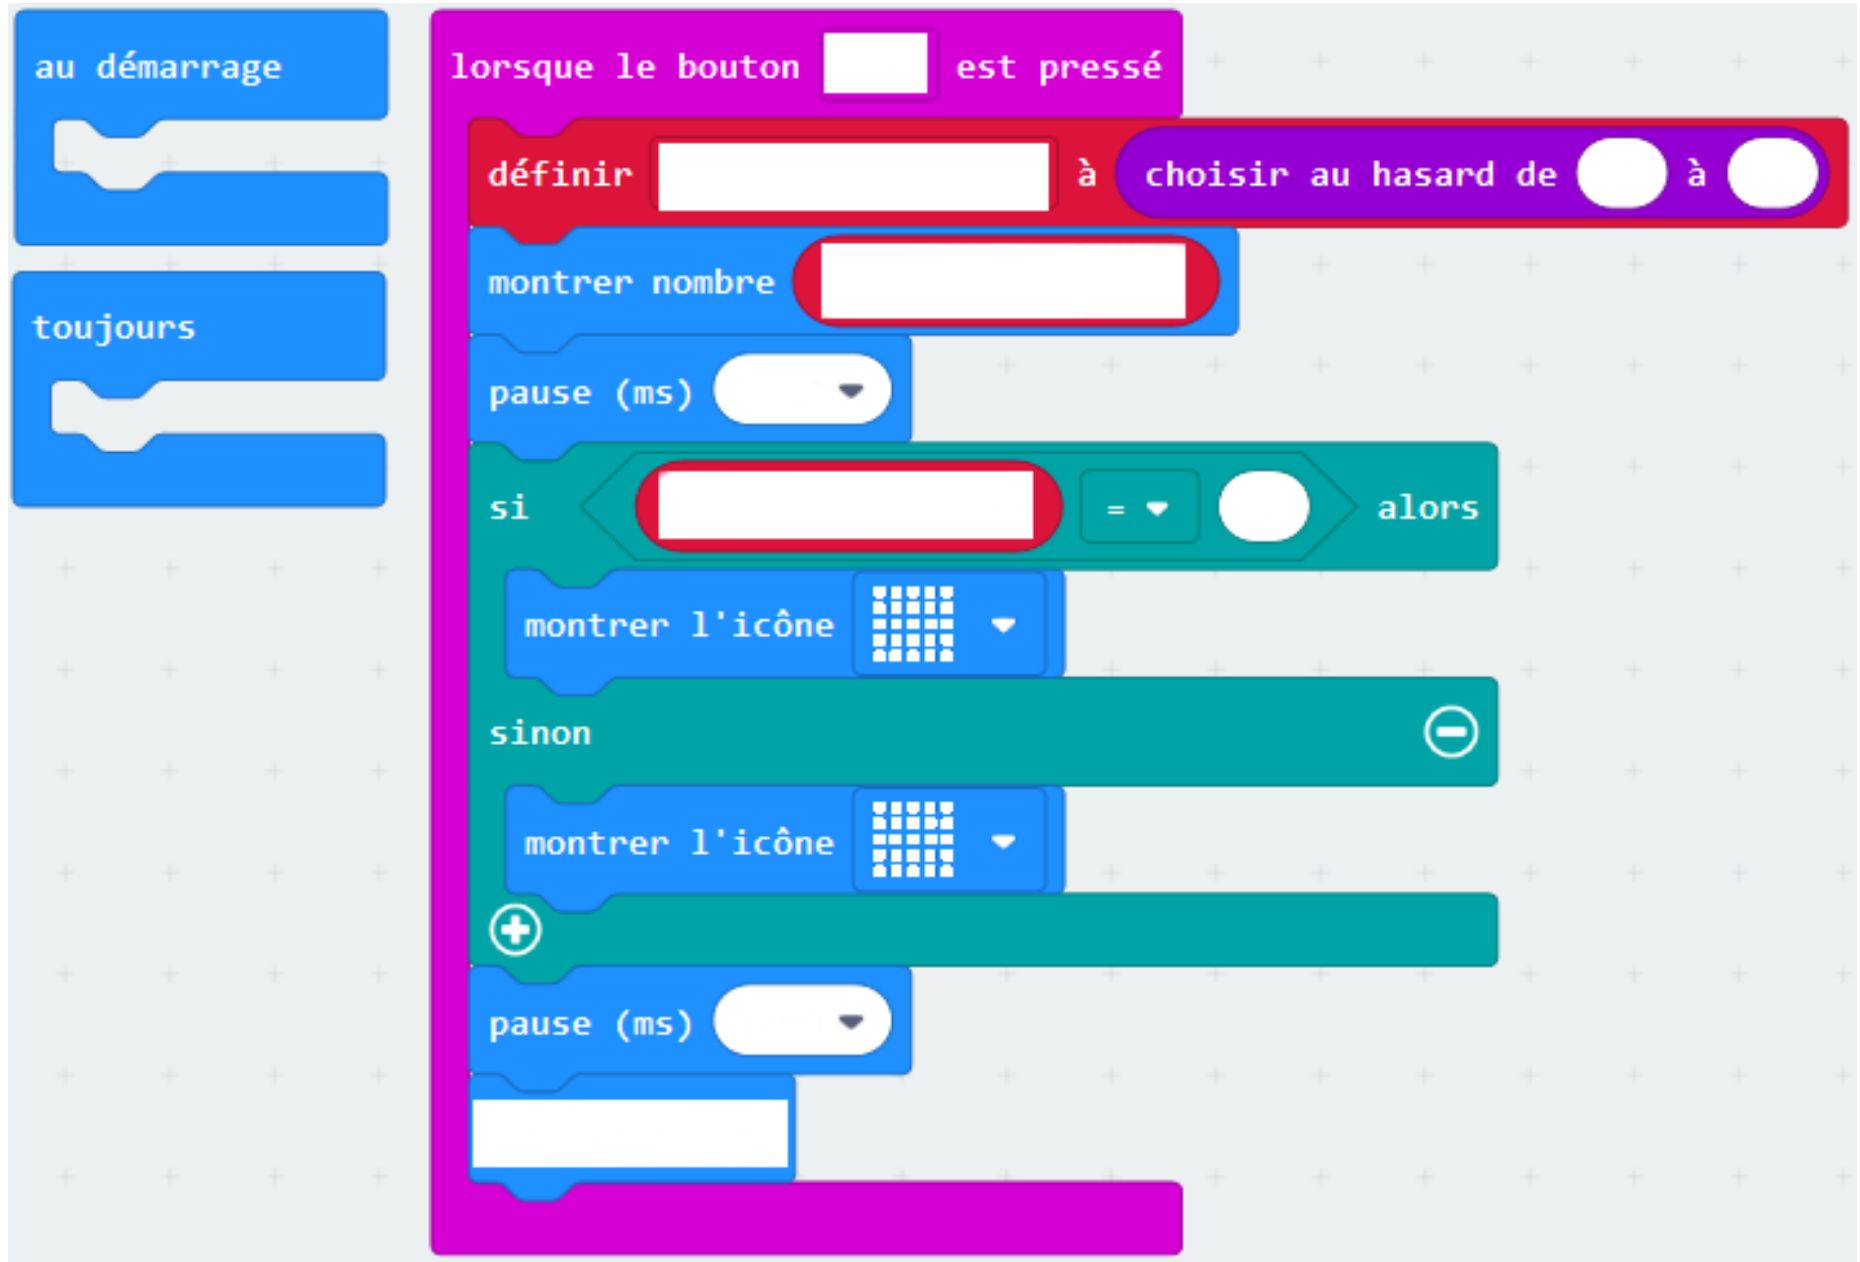 au démarrage
toujours
lorsque le bouton est pressé
définir à choisir au hasard de à
montrer nombre
pause (ms)
si = alors
montrer l'icône
sinon
montrer l'icône
pause (ms)